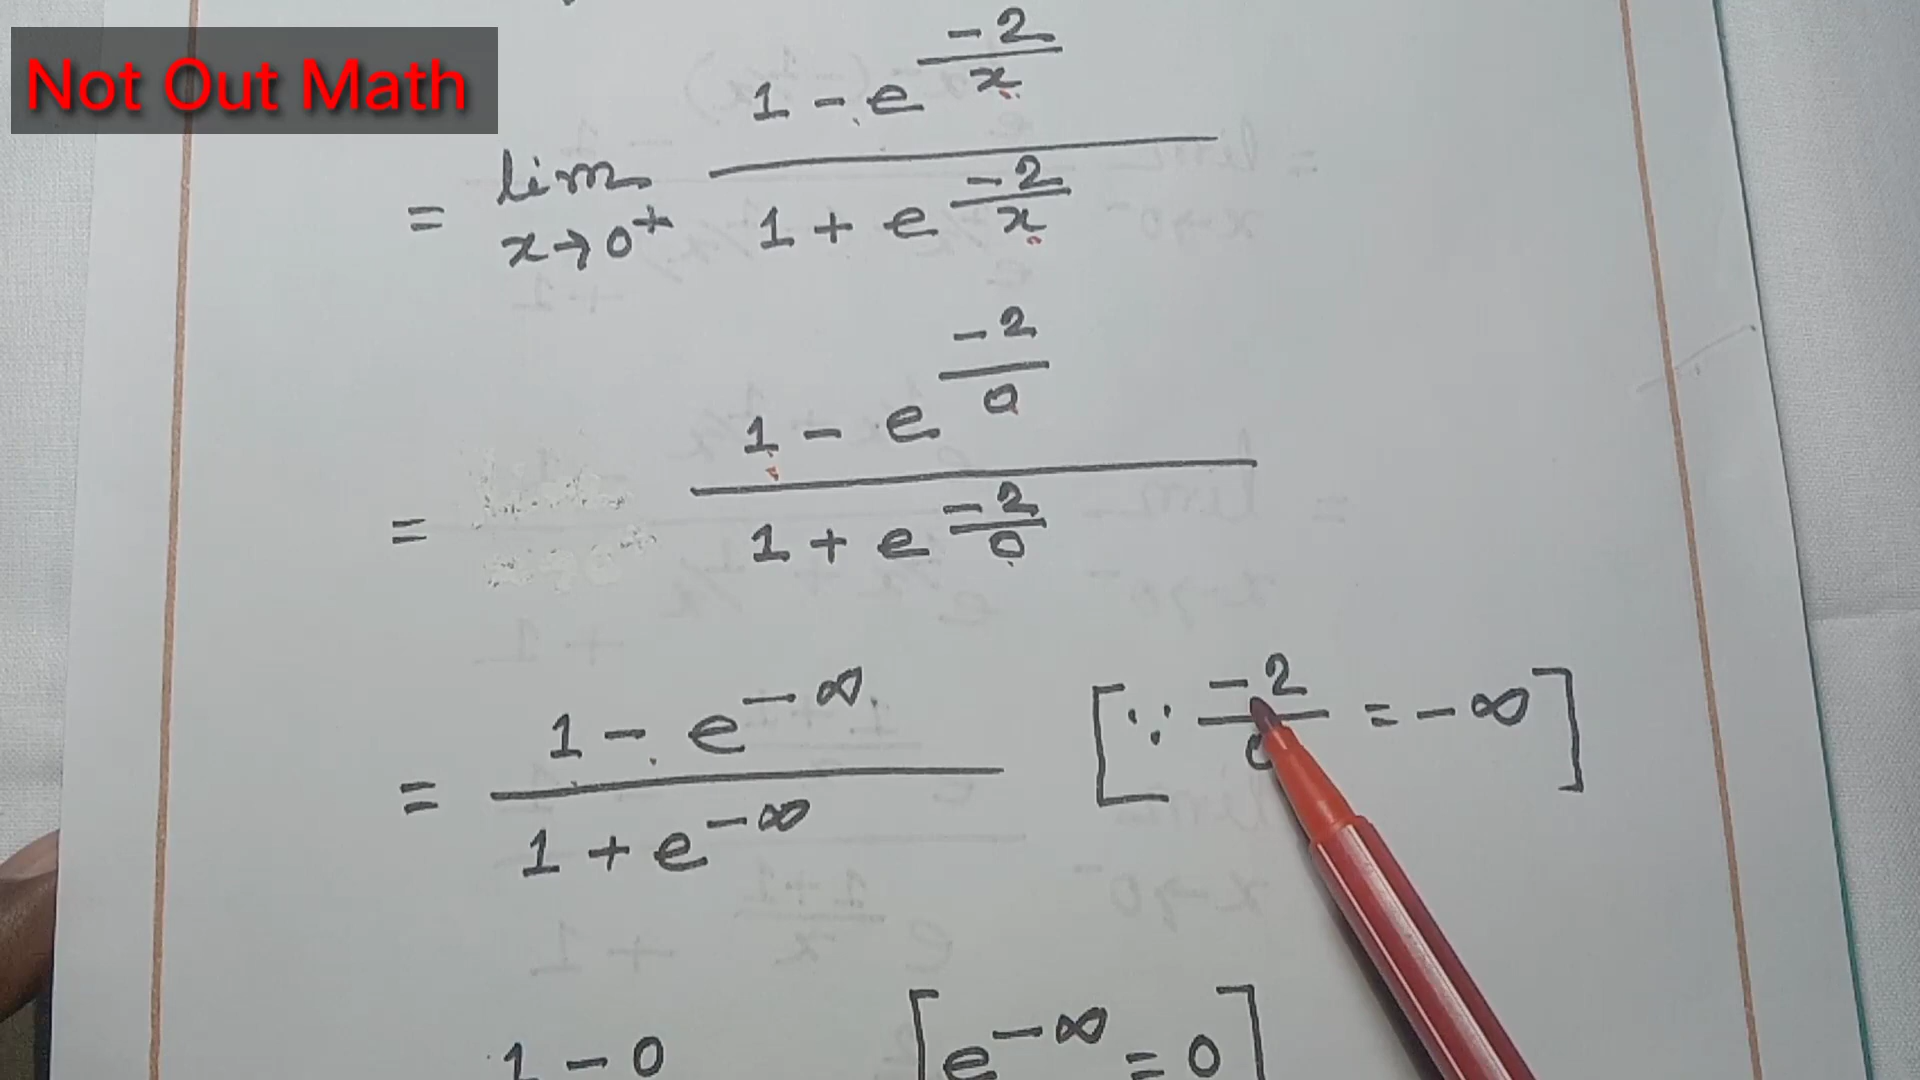 Not Out Math
= lim x→0⁺ (1 - e^(-2/x)) / (1 + e^(-2/x))
= (1 - e^(-2/0)) / (1 + e^(-2/0))
= (1 - e^(-∞)) / (1 + e^(-∞)) [∵ -2/0 = -∞]
1 - 0 [e^(-∞) = 0]